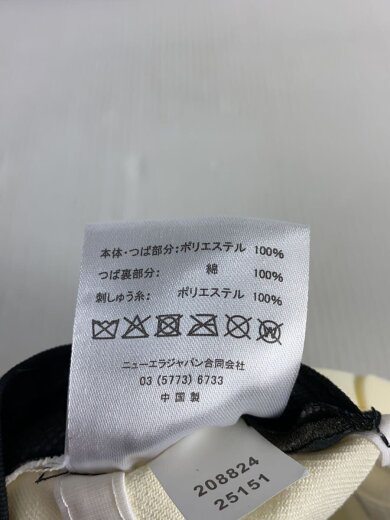 本体・つば部分:ポリエステル 100%
つば裏部分: 綿 100%
刺しゅう糸: ポリエステル 100%
ニューエラジャパン合同会社
03 (5773) 6733
中国製
208824
25151